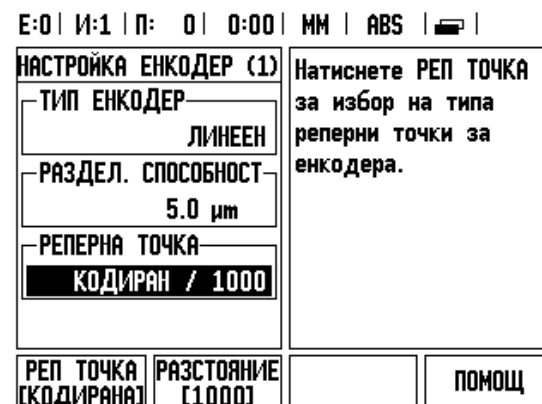 E:0 | И:1 | П: 0 | 0:00 | MM | ABS |
НАСТРОЙКА ЕНКОДЕР (1)
ТИП ЕНКОДЕР
ЛИНЕЕН
РАЗДЕЛ. СПОСОБНОСТ
5.0 µm
РЕПЕРНА ТОЧКА
КОДИРАН / 1000
Натиснете РЕП ТОЧКА
за избор на типа
реперни точки за
енкодера.
РЕП ТОЧКА
[КОДИРАНА]
РАЗСТОЯНИЕ
[1000]
ПОМОЩ